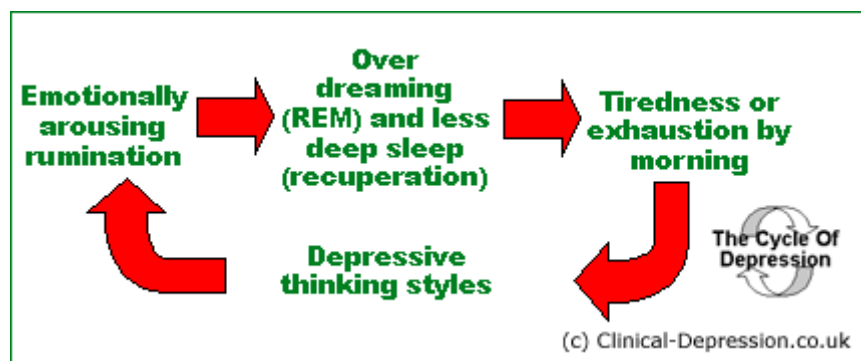 Emotionally
arousing
rumination
Over
dreaming
(REM) and less
deep sleep
(recuperation)
Tiredness or
exhaustion by
morning
Depressive
thinking styles
The Cycle Of
Depression
(c) Clinical-Depression.co.uk